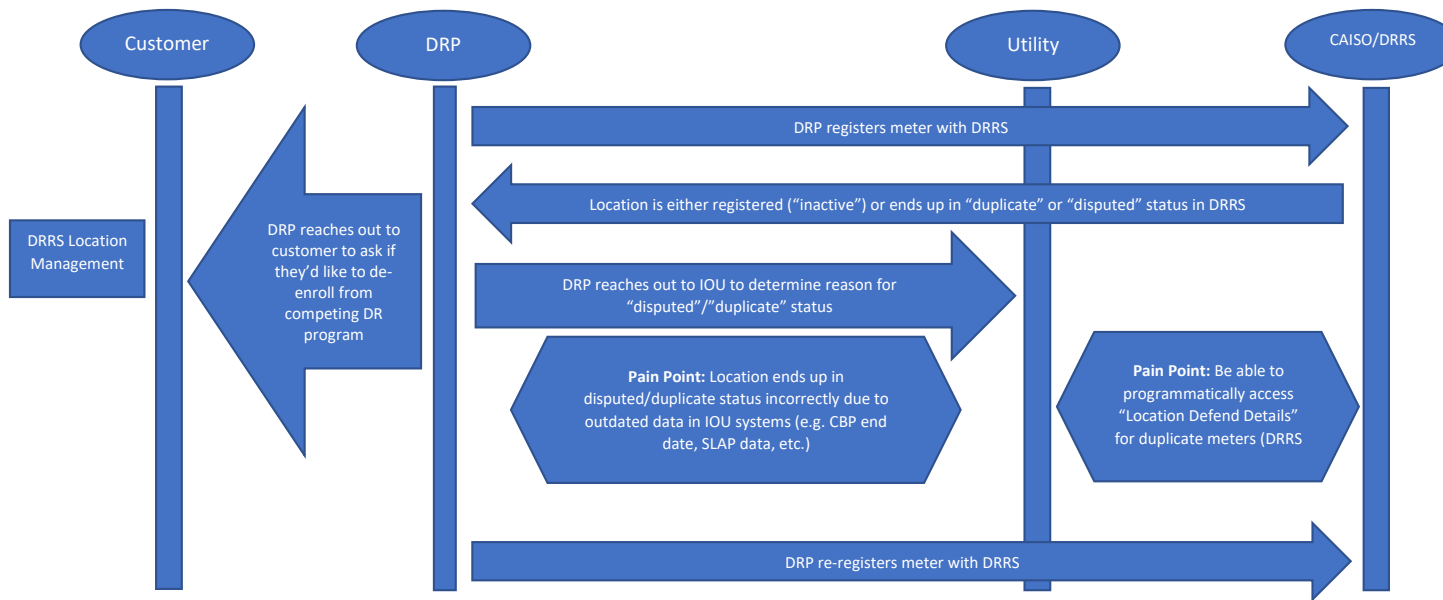 Customer
DRP
Utility
CAISO/DRRS
DRP registers meter with DRRS
Location is either registered (“inactive”) or ends up in “duplicate” or “disputed” status in DRRS
DRRS Location
Management
DRP reaches out to
customer to ask if
they’d like to de-
enroll from
competing DR
program
DRP reaches out to IOU to determine reason for
“disputed”/”duplicate” status
Pain Point: Location ends up in
disputed/duplicate status incorrectly due to
outdated data in IOU systems (e.g. CBP end
date, SLAP data, etc.)
Pain Point: Be able to
programmatically access
“Location Defend Details”
for duplicate meters (DRRS
DRP re-registers meter with DRRS